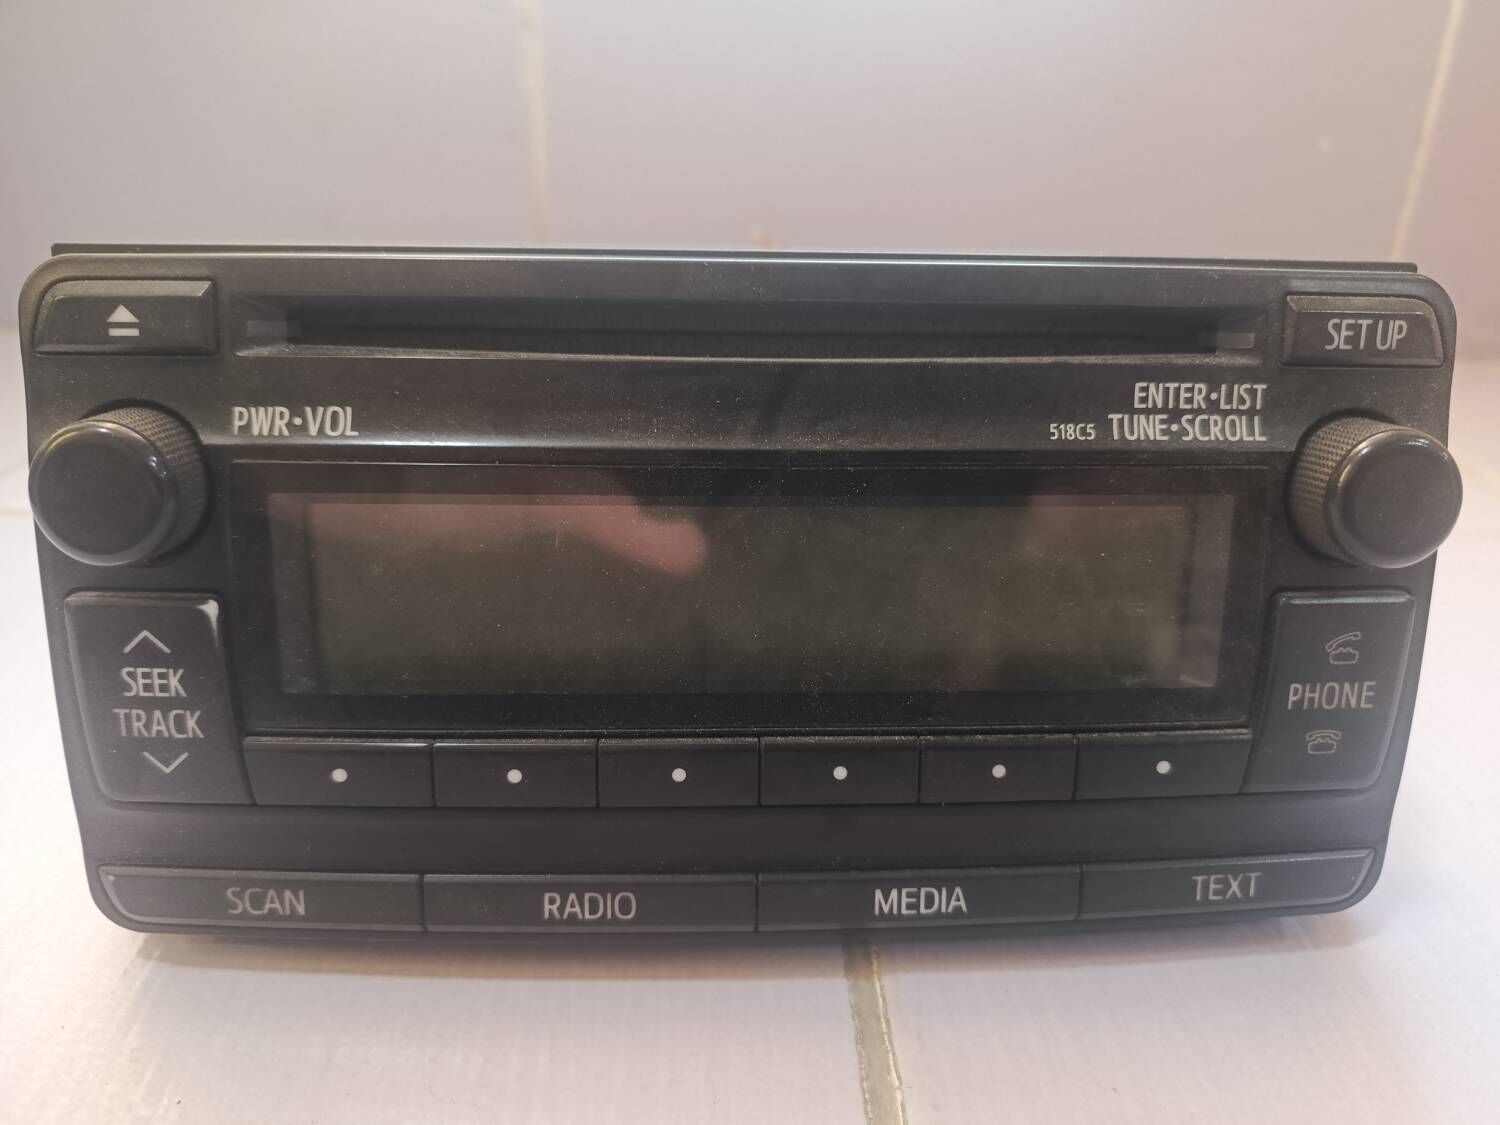 SET UP
PWR•VOL
ENTER•LIST
518C5 TUNE•SCROLL
SEEK
TRACK
PHONE
SCAN
RADIO
MEDIA
TEXT